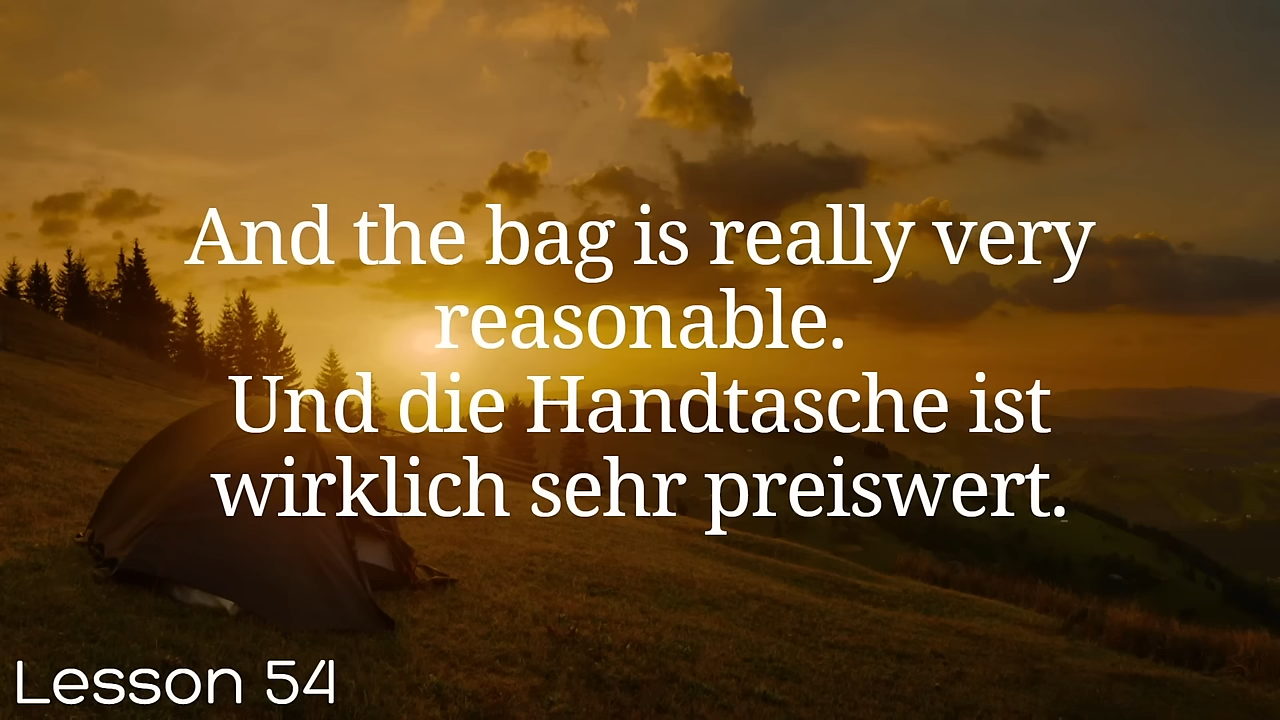 And the bag is really very
reasonable.
Und die Handtasche ist
wirklich sehr preiswert.
Lesson 54